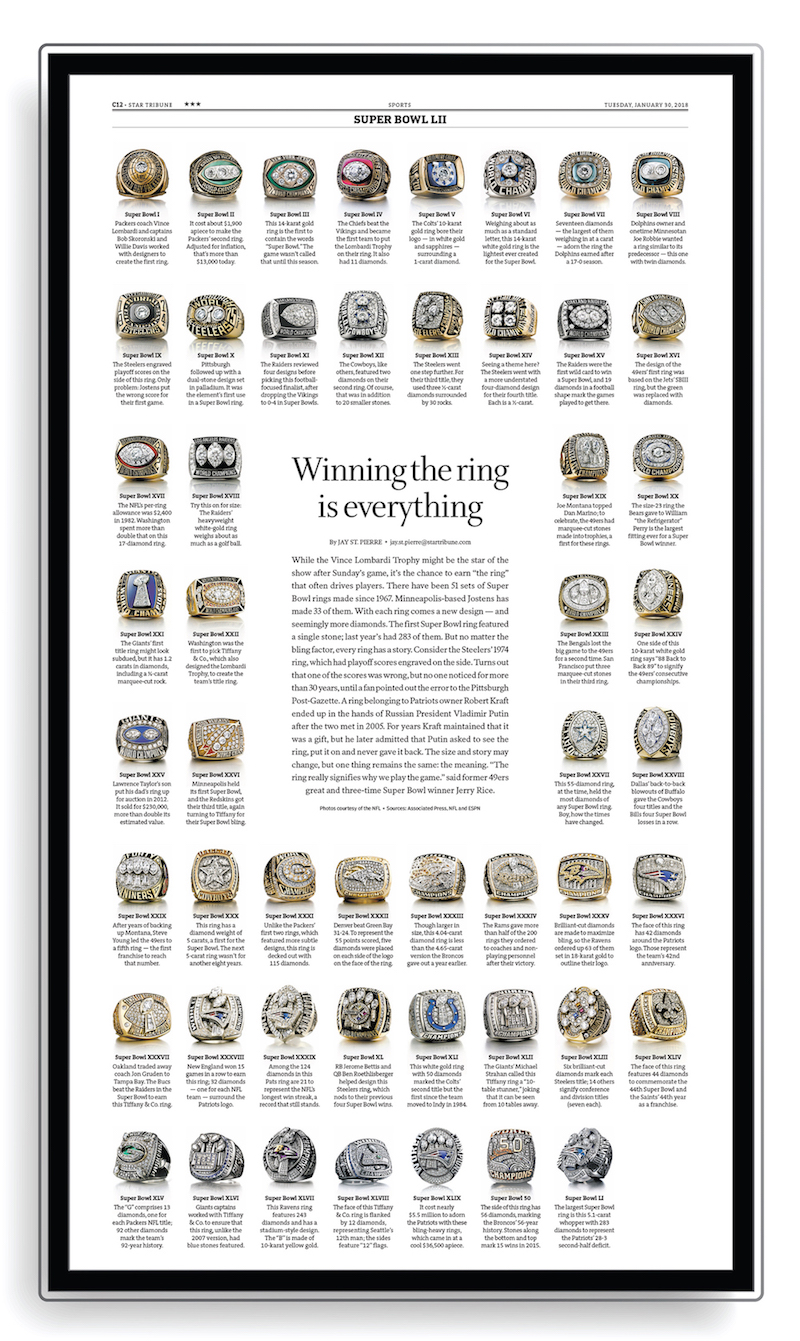 C12 • STAR TRIBUNE ★★★
SPORTS
TUESDAY, JANUARY 30, 2018
SUPER BOWL LII
Super Bowl I
Packers coach Vince
Lombardi and captains
Bob Skoronski and
Willie Davis worked
with designers to
create the first ring.
Super Bowl II
It cost about $1,900
apiece to make the
Packers' second ring.
Adjusted for inflation,
that's more than
$13,000 today.
Super Bowl III
This 14-karat gold
ring is the first to
contain the words
"Super Bowl." The
game wasn't called
that until this season.
Super Bowl IV
The Chiefs beat the
Vikings and became
the first team to put
the Lombardi Trophy
on their ring. It also
had 11 diamonds.
Super Bowl V
The Colts' 10-karat
gold ring bore their
logo — in white gold
and sapphires —
surrounding a
1-carat diamond.
Super Bowl VI
Weighing about as
much as a standard
letter, this 14-karat
white gold ring is the
lightest ever created
for the Super Bowl.
Super Bowl VII
Seventeen diamonds
— the largest of them
weighing in at a carat
— adorn the ring the
Dolphins earned after
a 17-0 season.
Super Bowl VIII
Dolphins owner and
onetime Minnesotan
Joe Robbie wanted
a ring similar to its
predecessor — this one
with twin diamonds.
Super Bowl IX
The Steelers engraved
playoff scores on the
side of this ring. Only
problem: Jostens put
the wrong score for
their first game.
Super Bowl X
Pittsburgh
followed up with a
dual-stone design set
in palladium. It was
the element's first use
in a Super Bowl ring.
Super Bowl XI
The Raiders reviewed
four designs before
picking this football-
focused finalist, after
dropping the Vikings
to 0-4 in Super Bowls.
Super Bowl XII
The Cowboys, like
others, featured two
diamonds on their
second ring. Of course,
that was in addition
to 20 smaller stones.
Super Bowl XIII
The Steelers went
one step further. For
their third title, they
used three
diamonds surrounded
by 30 rocks.
Super Bowl XIV
Seeing a theme here?
The Steelers went with
a more understated
four-diamond design
for their fourth title.
Each is a
Super Bowl XV
The Raiders were the
first wild card to win
a Super Bowl, and 19
diamonds in a football
shape mark the games
played to get there.
Super Bowl XVI
The design of the
49ers' first ring was
based on the Jets' SBIII
ring, but the green
was replaced with
diamonds.
Super Bowl XVII
The NFL's per-ring
allowance was $2,400
in 1982. Washington
spent more than
double that on this
17-diamond ring.
Super Bowl XVIII
Try this on for size:
The Raiders'
heavyweight
white-gold ring
weighs about as
much as a golf ball.
Winning the ring
is everything
By JAY ST. PIERRE • jay.st.pierre@startribune.com
While the Vince Lombardi Trophy might be the star of the
show after Sunday's game, it's the chance to earn "the ring"
that often drives players. There have been 51 sets of Super
Bowl rings made since 1967. Minneapolis-based Jostens has
made 33 of them. With each ring comes a new design — and
seemingly more diamonds. The first Super Bowl ring featured
a single stone; last year's had 283 of them. But no matter the
bling factor, every ring has a story. Consider the Steelers' 1974
ring, which had playoff scores engraved on the side. Turns out
that one of the scores was wrong, but no one noticed for more
than 30 years, until a fan pointed out the error to the Pittsburgh
Post-Gazette. A ring belonging to Patriots owner Robert Kraft
ended up in the hands of Russian President Vladimir Putin
after the two met in 2005. For years Kraft maintained that it
was a gift, but he later admitted that Putin asked to see the
ring, put it on and never gave it back. The size and story may
change, but one thing remains the same: the meaning. "The
ring really signifies why we play the game." said former 49ers
great and three-time Super Bowl winner Jerry Rice.
Photos courtesy of the NFL • Sources: Associated Press, NFL and ESPN
Super Bowl XIX
Joe Montana topped
Dan Marino; to
celebrate, the 49ers had
marquee-cut stones
made into trophies, a
first for these rings.
Super Bowl XX
The size-23 ring the
Bears gave to William
"the Refrigerator"
Perry is the largest
fitting ever for a Super
Bowl winner.
Super Bowl XXI
The Giants' first
title ring might look
subdued, but it has 1.2
carats in diamonds,
including a
marquee-cut rock.
Super Bowl XXII
Washington was the
first to pick Tiffany
& Co., which also
designed the Lombardi
Trophy, to create the
team's title ring.
Super Bowl XXIII
The Bengals lost the
big game to the 49ers
for a second time. San
Francisco put three
marquee-cut stones
in their third ring.
Super Bowl XXIV
One side of this
10-karat white gold
ring says "88 Back to
Back 89" to signify
the 49ers' consecutive
championships.
Super Bowl XXV
Lawrence Taylor's son
put his dad's ring up
for auction in 2012.
It sold for $230,000,
more than double its
estimated value.
Super Bowl XXVI
Minneapolis held
its first Super Bowl,
and the Redskins got
their third title, again
turning to Tiffany for
their Super Bowl bling.
Super Bowl XXVII
This 55-diamond ring,
at the time, held the
most diamonds of
any Super Bowl ring.
Boy, how the times
have changed.
Super Bowl XXVIII
Dallas' back-to-back
blowouts of Buffalo
gave the Cowboys
four titles and the
Bills four Super Bowl
losses in a row.
Super Bowl XXIX
After years of backing
up Montana, Steve
Young led the 49ers to
a fifth ring — the first
franchise to reach
that number.
Super Bowl XXX
This ring has a
diamond weight of
5 carats, a first for the
Super Bowl. The next
5-carat ring wasn't for
another eight years.
Super Bowl XXXI
Unlike the Packers'
first two rings, which
featured more subtle
designs, this ring is
decked out with
115 diamonds.
Super Bowl XXXII
Denver beat Green Bay
31-24. To represent the
55 points scored, five
diamonds were placed
on each side of the logo
on the face of the ring.
Super Bowl XXXIII
Though larger in
size, this 4.04-carat
diamond ring is less
than the 4.65-carat
version the Broncos
gave out a year earlier.
Super Bowl XXXIV
The Rams gave more
than half of the 200
rings they ordered
to coaches and non-
playing personnel
after their victory.
Super Bowl XXXV
Brilliant-cut diamonds
are made to maximize
bling, so the Ravens
ordered up 63 of them
set in 18-karat gold to
outline their logo.
Super Bowl XXXVI
The face of this ring
has 42 diamonds
around the Patriots
logo. Those represent
the team's 42nd
anniversary.
Super Bowl XXXVII
Oakland traded away
coach Jon Gruden to
Tampa Bay. The Bucs
beat the Raiders in the
Super Bowl to earn
this Tiffany & Co. ring.
Super Bowl XXXVIII
New England won 15
games in a row to earn
this ring; 32 diamonds
— one for each NFL
team — surround the
Patriots logo.
Super Bowl XXXIX
Among the 124
diamonds in this
Pats ring are 21 to
represent the NFL's
longest win streak, a
record that still stands.
Super Bowl XL
RB Jerome Bettis and
QB Ben Roethlisberger
helped design this
Steelers ring, which
nods to their previous
four Super Bowl wins.
Super Bowl XLI
This white gold ring
with 50 diamonds
marked the Colts'
second title but the
first since the team
moved to Indy in 1984.
Super Bowl XLII
The Giants' Michael
Strahan called this
Tiffany ring a "10-
table stunner," joking
that it can be seen
from 10 tables away.
Super Bowl XLIII
Six brilliant-cut
diamonds mark each
Steelers title; 14 others
signify conference
and division titles
(seven each).
Super Bowl XLIV
The face of this ring
features 44 diamonds
to commemorate the
44th Super Bowl and
the Saints' 44th year
as a franchise.
Super Bowl XLV
The "G" comprises 13
diamonds, one for
each Packers NFL title;
92 other diamonds
mark the team's
92-year history.
Super Bowl XLVI
Giants captains
worked with Tiffany
& Co. to ensure that
this ring, unlike the
2007 version, had
blue stones featured.
Super Bowl XLVII
This Ravens ring
features 243
diamonds and has a
stadium-style design.
The "B" is made of
10-karat yellow gold.
Super Bowl XLVIII
The face of this Tiffany
& Co. ring is flanked
by 12 diamonds,
representing Seattle's
12th man; the sides
feature "12" flags.
Super Bowl XLIX
It cost nearly
$5.5 million to adorn
the Patriots with these
bling-heavy rings,
which came in at a
cool $36,500 apiece.
Super Bowl 50
The side of this ring has
56 diamonds, marking
the Broncos' 56-year
history. Stones along
the bottom and top
mark 15 wins in 2015.
Super Bowl LI
The largest Super Bowl
ring is this 5.1-carat
whopper with 283
diamonds to represent
the Patriots' 28-3
second-half deficit.